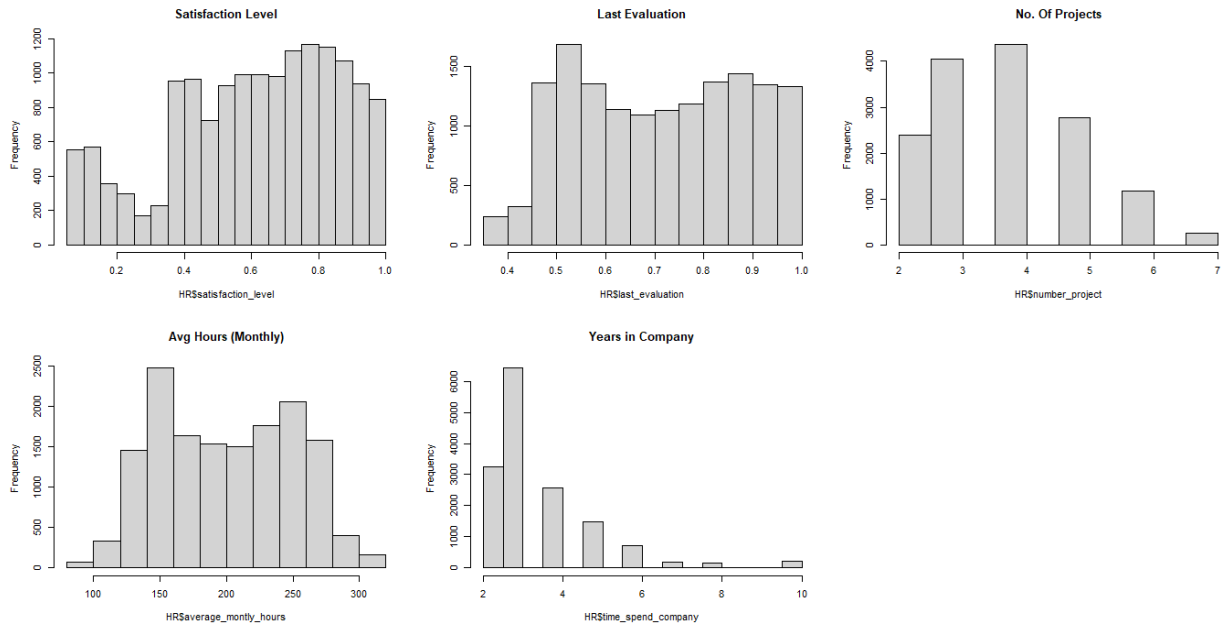 Satisfaction Level
Frequency
0 200 400 600 800 1000 1200
0.2 0.4 0.6 0.8 1.0
HR$satisfaction_level
Last Evaluation
Frequency
0 500 1000 1500
0.4 0.5 0.6 0.7 0.8 0.9 1.0
HR$last_evaluation
No. Of Projects
Frequency
0 1000 2000 3000 4000
2 3 4 5 6 7
HR$number_project
Avg Hours (Monthly)
Frequency
0 500 1000 1500 2000 2500
100 150 200 250 300
HR$average_montly_hours
Years in Company
Frequency
0 1000 2000 3000 4000 5000 6000
2 4 6 8 10
HR$time_spend_company